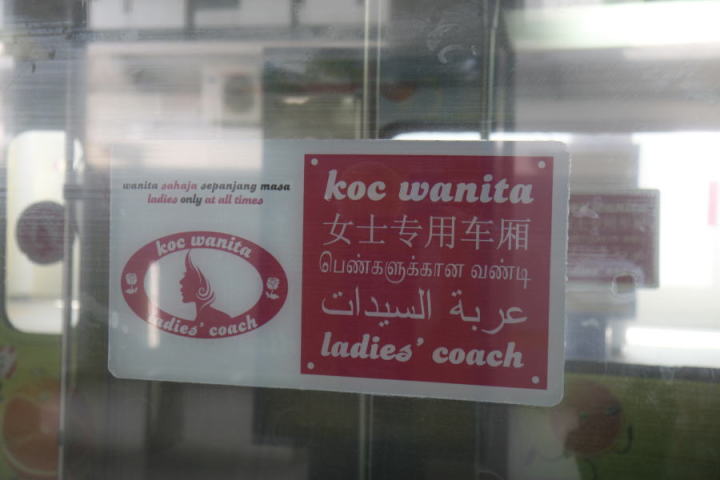 wanita sahaja sepanjang masa
ladies only at all times
koc wanita
ladies' coach
koc wanita
女士专用车厢
பெண்களுக்கான வண்டி
عربة السيدات
ladies' coach